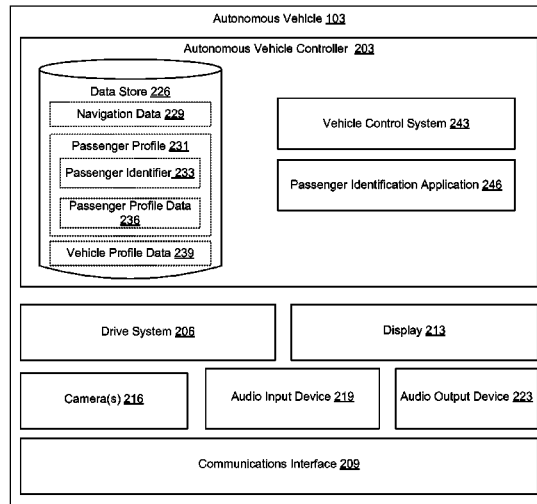 Autonomous Vehicle 103
Autonomous Vehicle Controller 203
Data Store 226
Navigation Data 229
Passenger Profile 231
Passenger Identifier 233
Passenger Profile Data
236
Vehicle Profile Data 239
Vehicle Control System 243
Passenger Identification Application 246
Drive System 206
Display 213
Camera(s) 216
Audio Input Device 219
Audio Output Device 223
Communications Interface 209